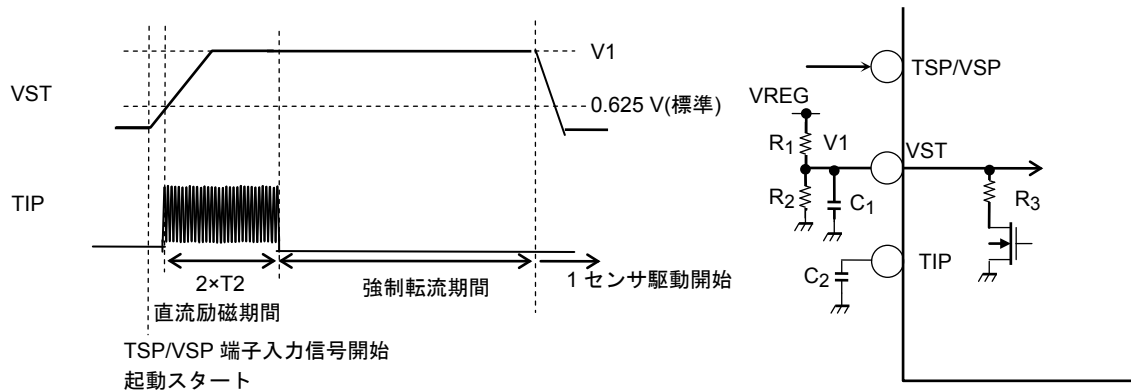 VST
V1
0.625 V(標準)
TIP
2×T2
直流励磁期間
強制転流期間
1 センサ駆動開始
TSP/VSP 端子入力信号開始
起動スタート
TSP/VSP
VREG
R1
V1
VST
R2
C1
R3
TIP
C2